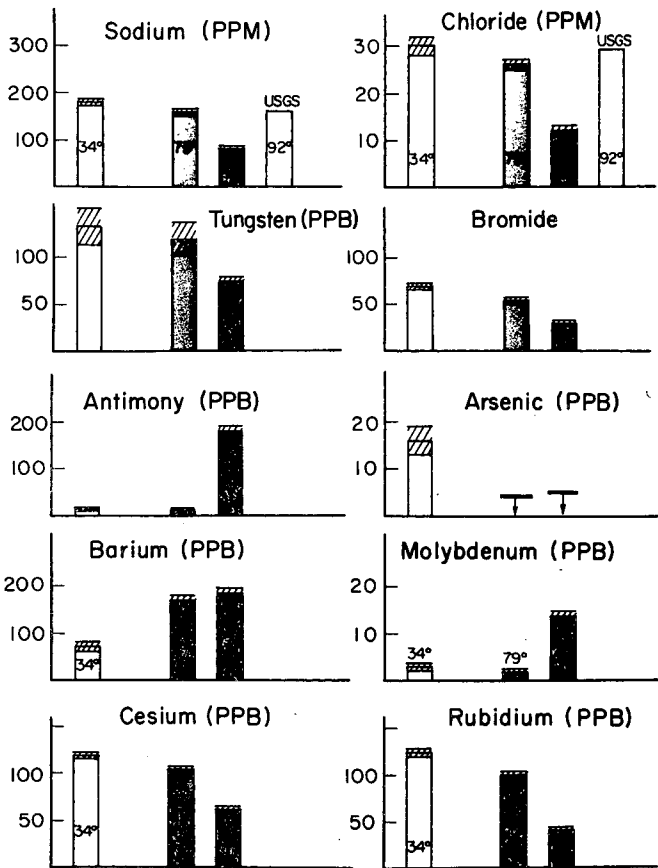 Sodium (PPM)
300
200
100
34°
79°
USGS
92°
Chloride (PPM)
30
20
10
34°
USGS
92°
Tungsten (PPB)
100
50
Bromide
100
50
Antimony (PPB)
200
100
Arsenic (PPB)
20
10
Barium (PPB)
200
100
34°
Molybdenum (PPB)
20
10
34°
79°
Cesium (PPB)
100
50
34°
Rubidium (PPB)
100
50
34°